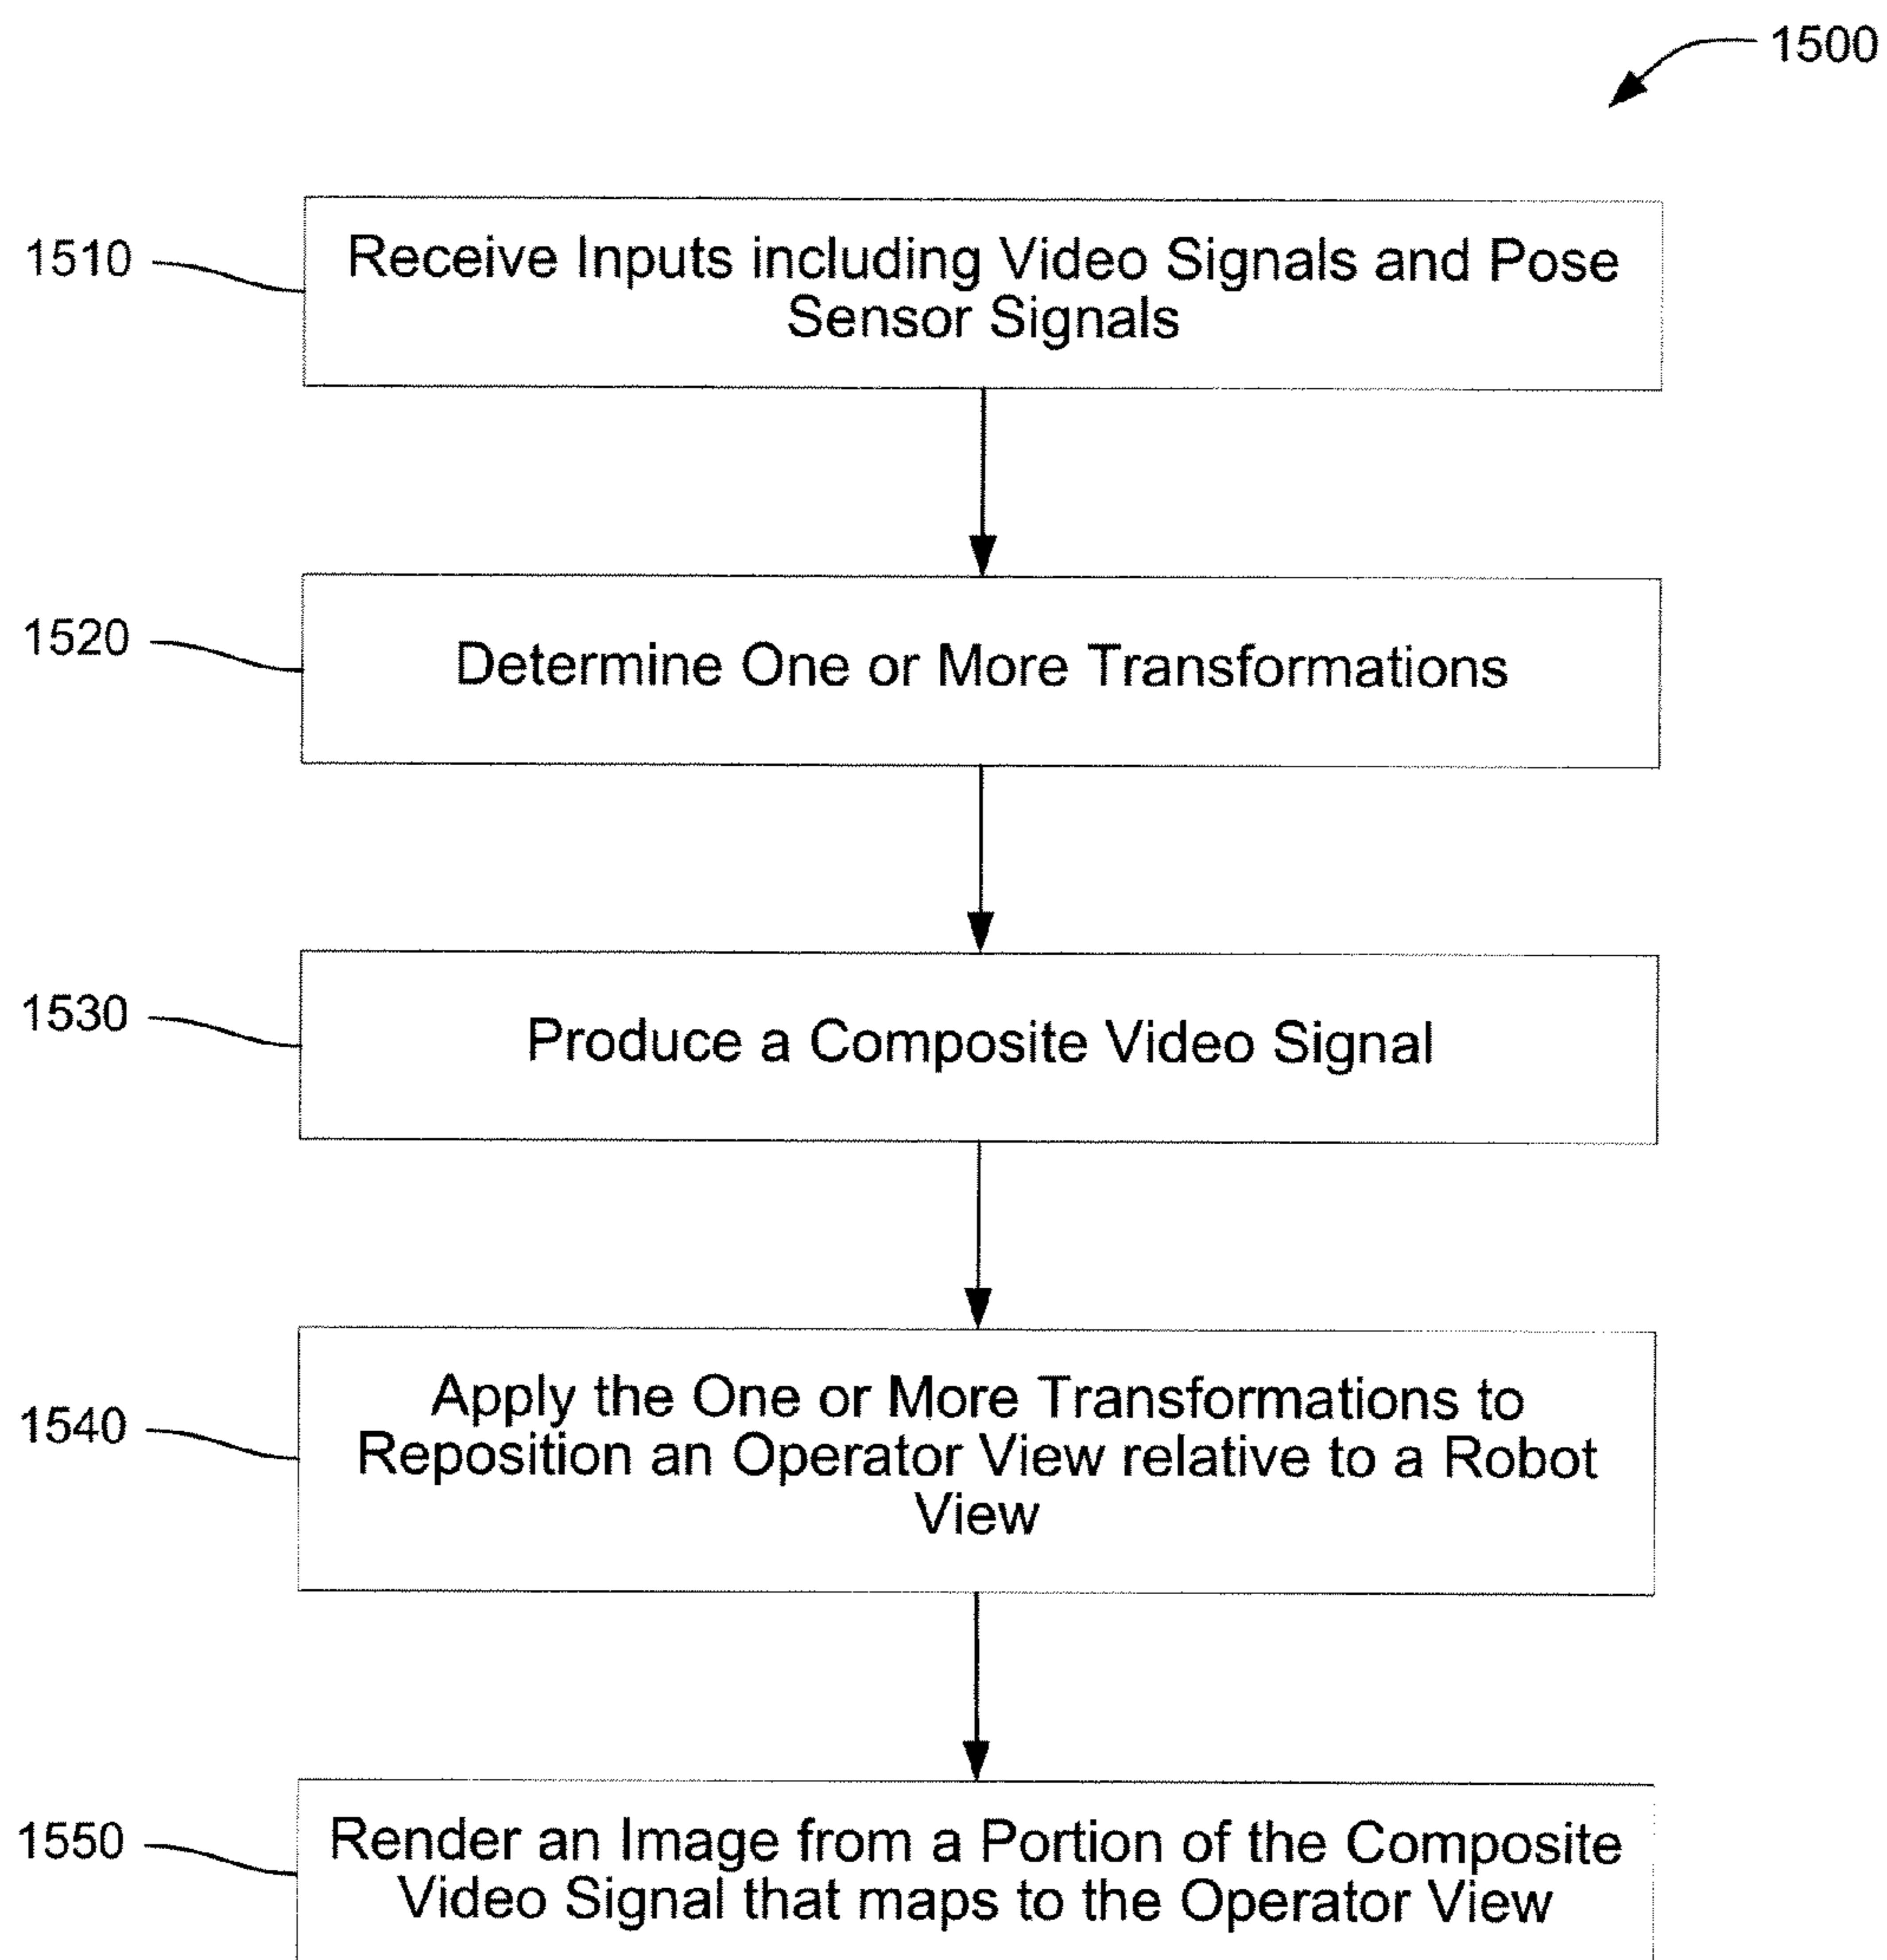 1500
1510
Receive Inputs including Video Signals and Pose
Sensor Signals
1520
Determine One or More Transformations
1530
Produce a Composite Video Signal
1540
Apply the One or More Transformations to
Reposition an Operator View relative to a Robot
View
1550
Render an Image from a Portion of the Composite
Video Signal that maps to the Operator View